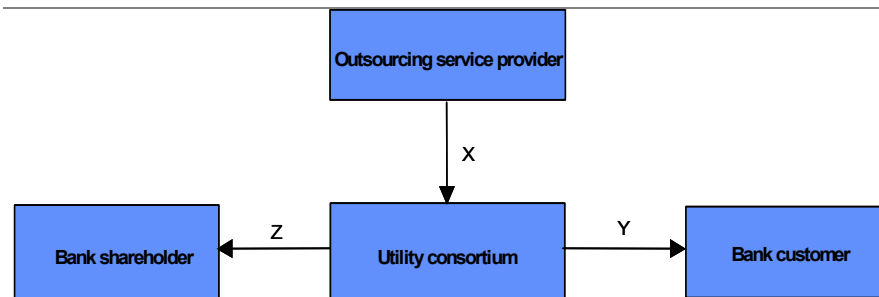 Outsourcing service provider
X
Z
Y
Bank shareholder
Utility consortium
Bank customer